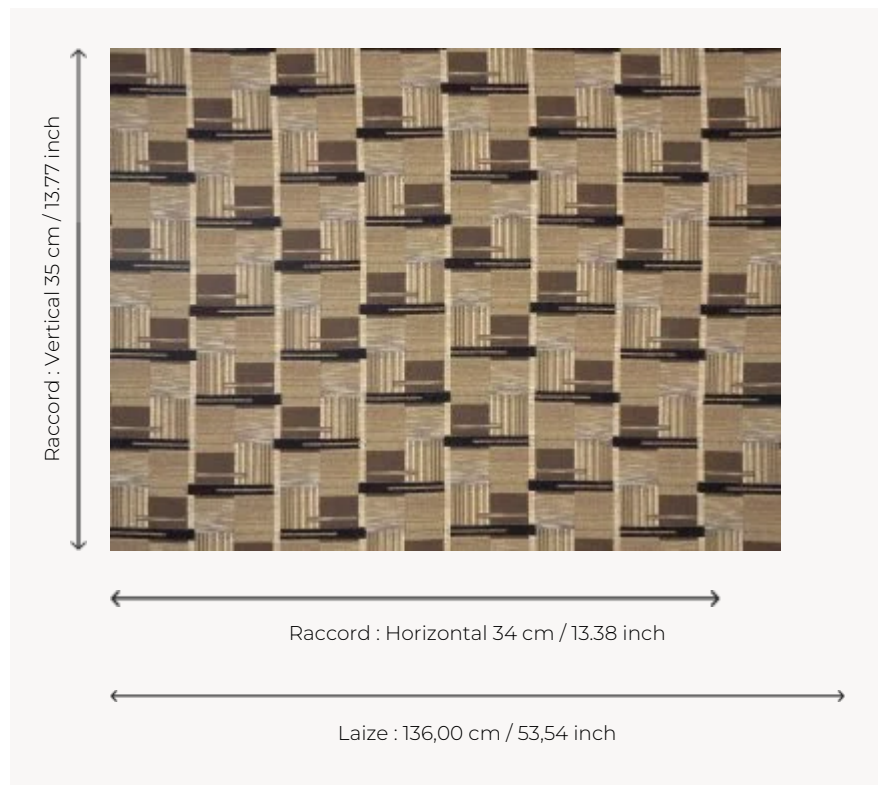 Raccord : Vertical 35 cm / 13.77 inch
Raccord : Horizontal 34 cm / 13.38 inch
Laize : 136,00 cm / 53,54 inch